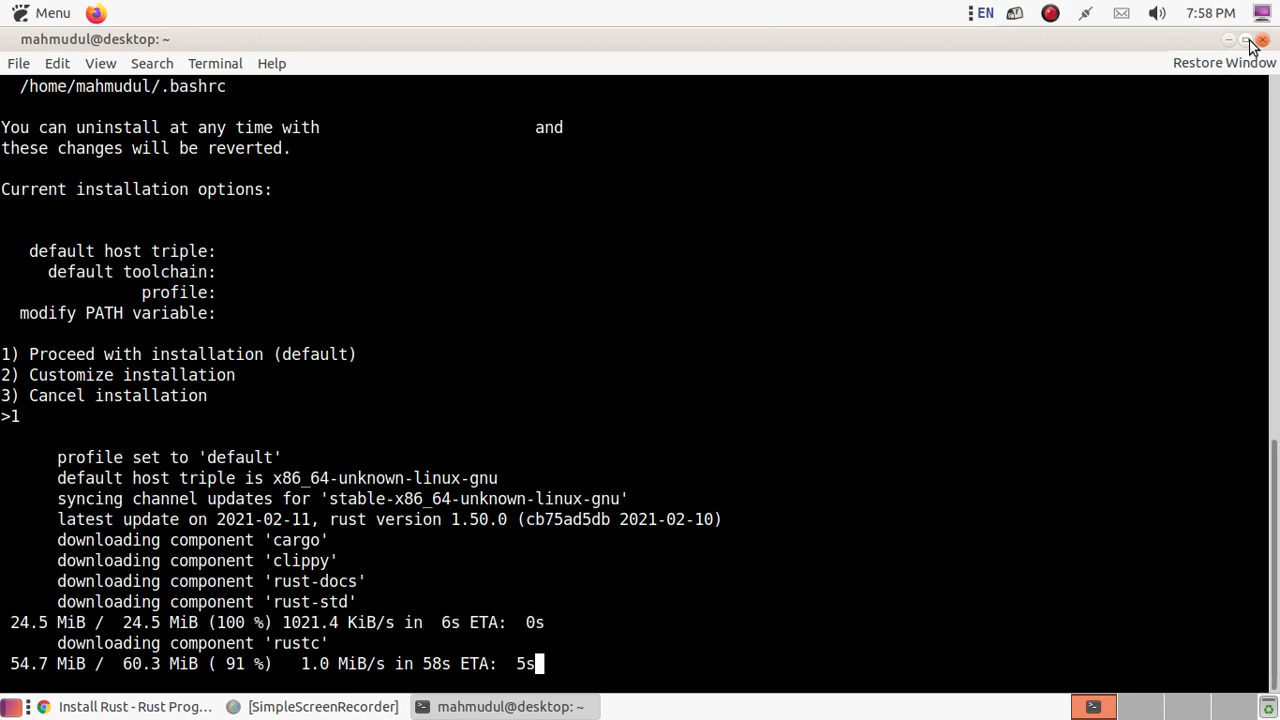 Menu
EN
7:58 PM
mahmudul@desktop: ~
File Edit View Search Terminal Help
Restore Window
/home/mahmudul/.bashrc
You can uninstall at any time with and
these changes will be reverted.
Current installation options:
default host triple:
default toolchain:
profile:
modify PATH variable:
1) Proceed with installation (default)
2) Customize installation
3) Cancel installation
>1
profile set to 'default'
default host triple is x86_64-unknown-linux-gnu
syncing channel updates for 'stable-x86_64-unknown-linux-gnu'
latest update on 2021-02-11, rust version 1.50.0 (cb75ad5db 2021-02-10)
downloading component 'cargo'
downloading component 'clippy'
downloading component 'rust-docs'
downloading component 'rust-std'
24.5 MiB / 24.5 MiB (100 %) 1021.4 KiB/s in 6s ETA: 0s
downloading component 'rustc'
54.7 MiB / 60.3 MiB ( 91 %) 1.0 MiB/s in 58s ETA: 5s
Install Rust - Rust Prog...
[SimpleScreenRecorder]
mahmudul@desktop: ~